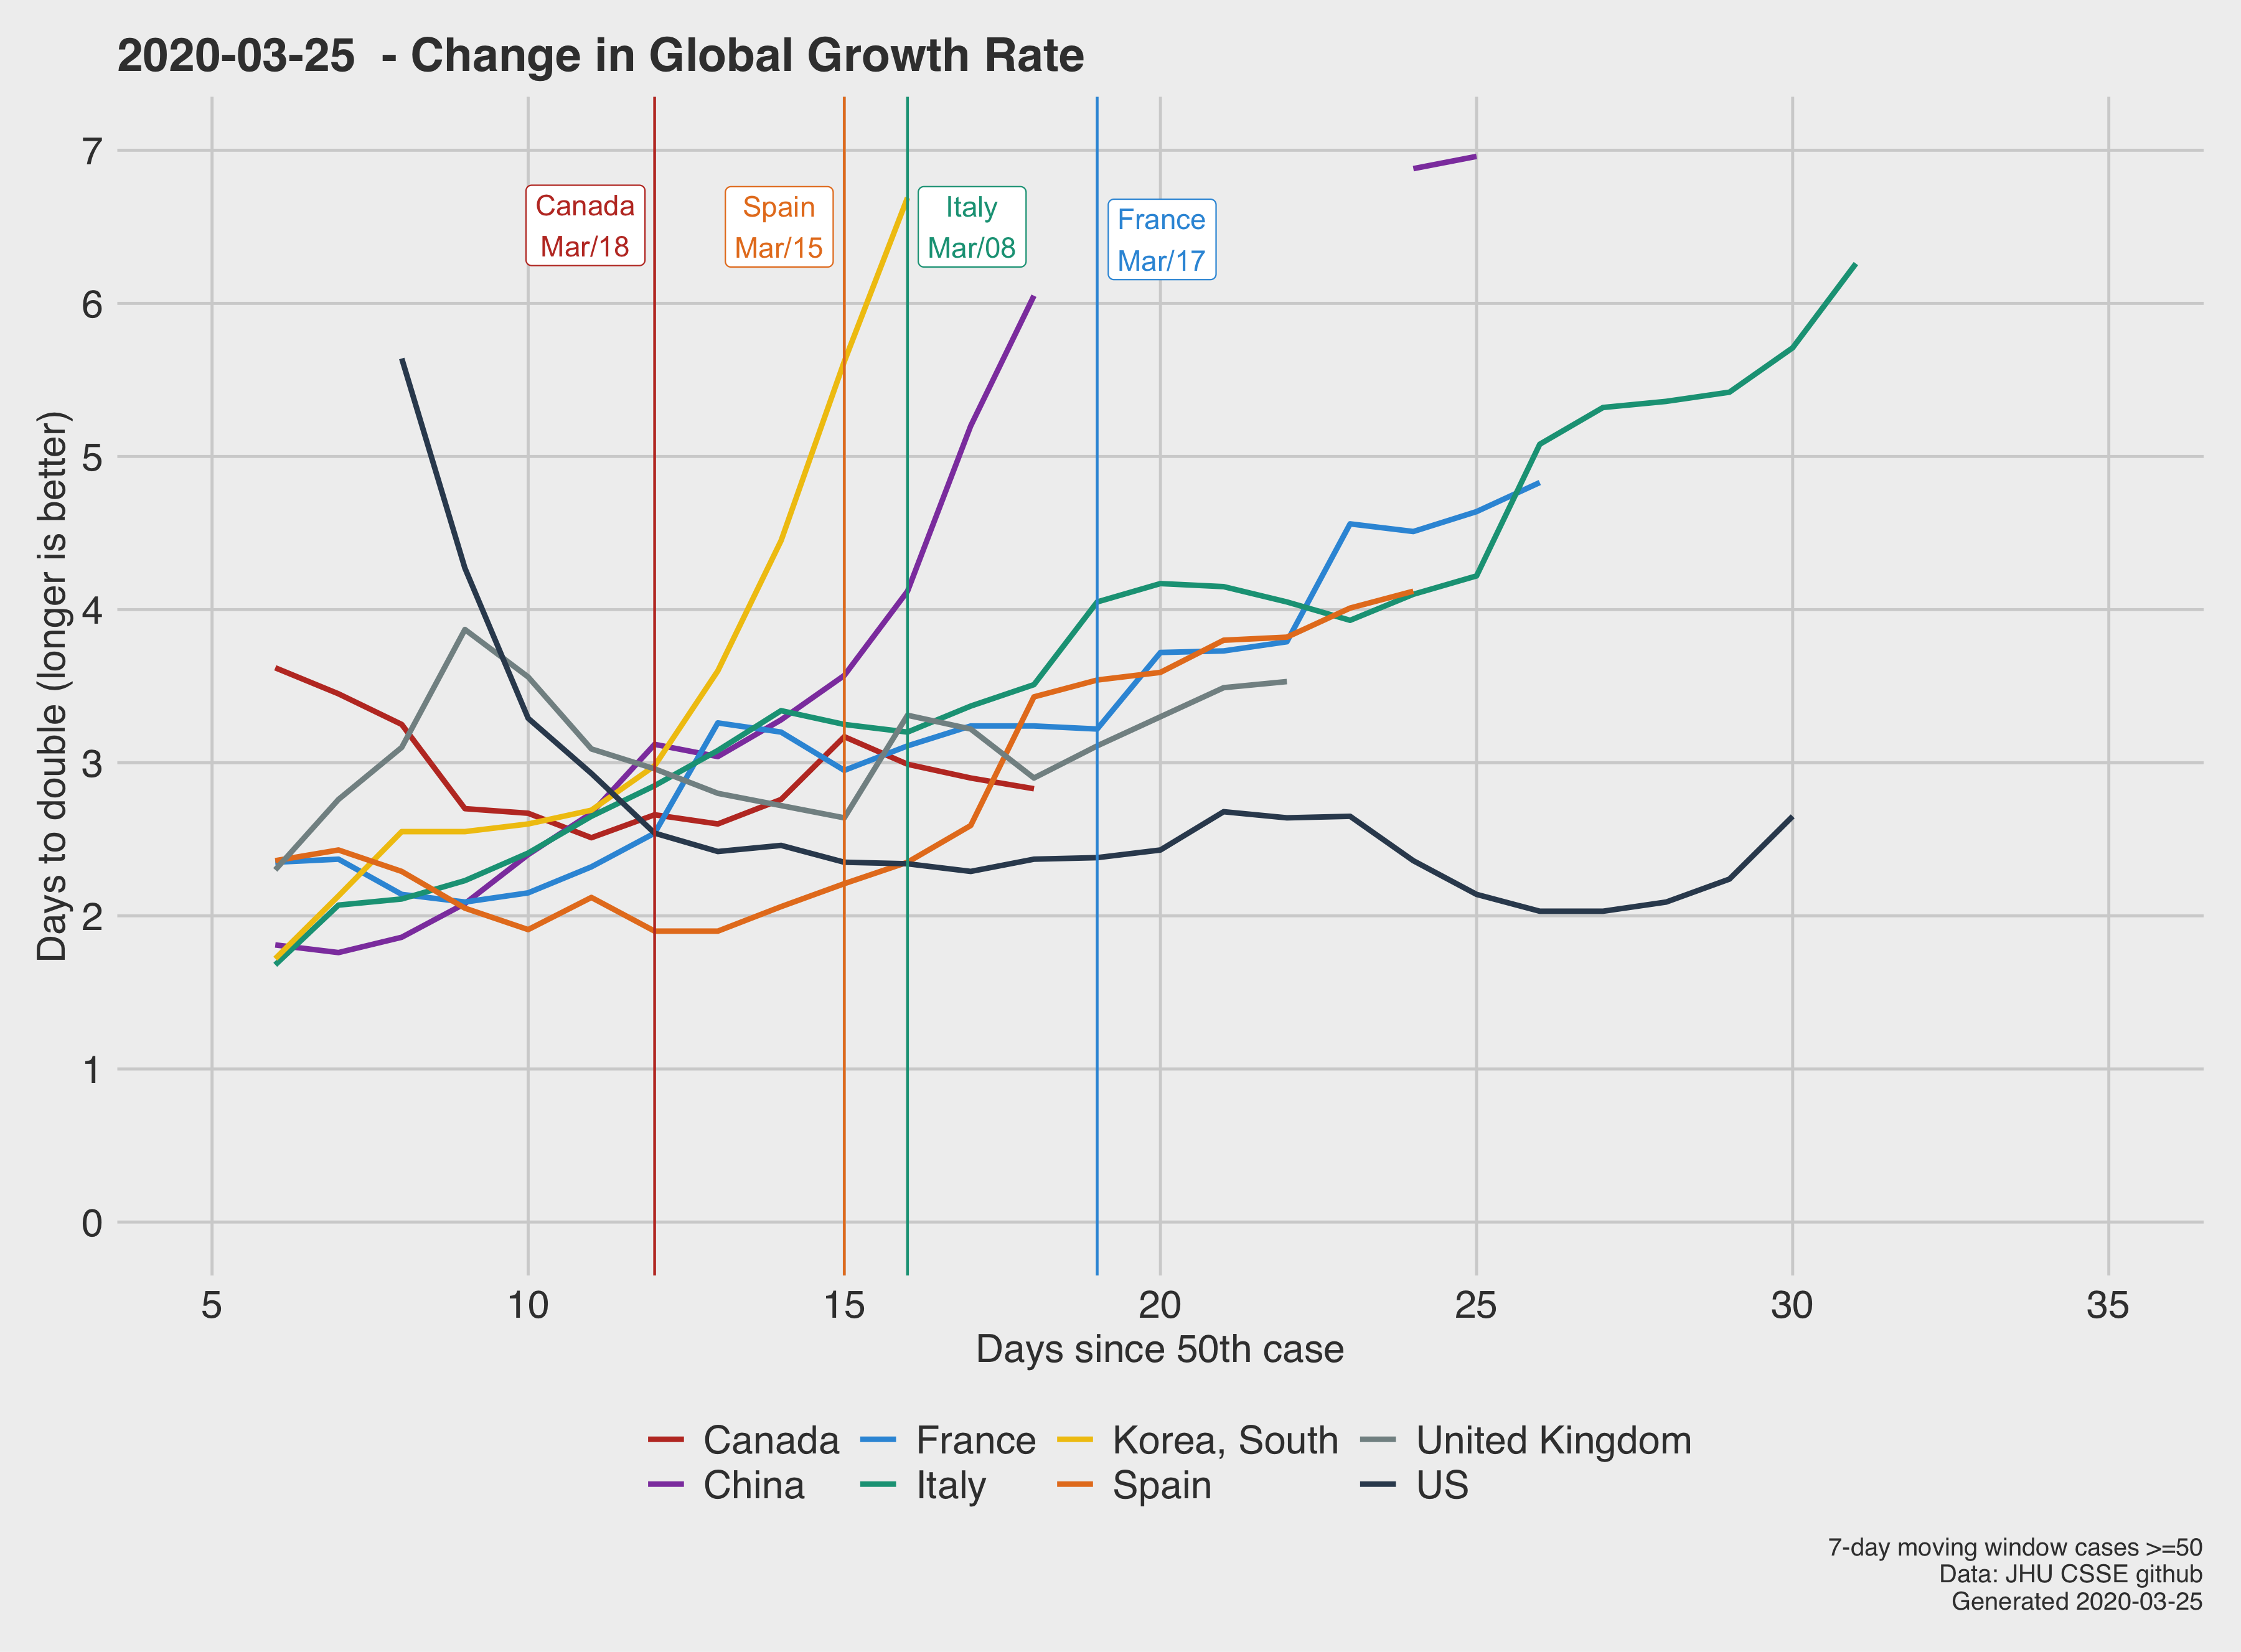 2020-03-25  - Change in Global Growth Rate
Days to double (longer is better)
7
6
5
4
3
2
1
0
Canada
Mar/18
Spain
Mar/15
Italy
Mar/08
France
Mar/17
5 10 15 20 25 30 35
Days since 50th case
Canada France Korea, South United Kingdom
China Italy Spain US
7-day moving window cases >=50
Data: JHU CSSE github
Generated 2020-03-25